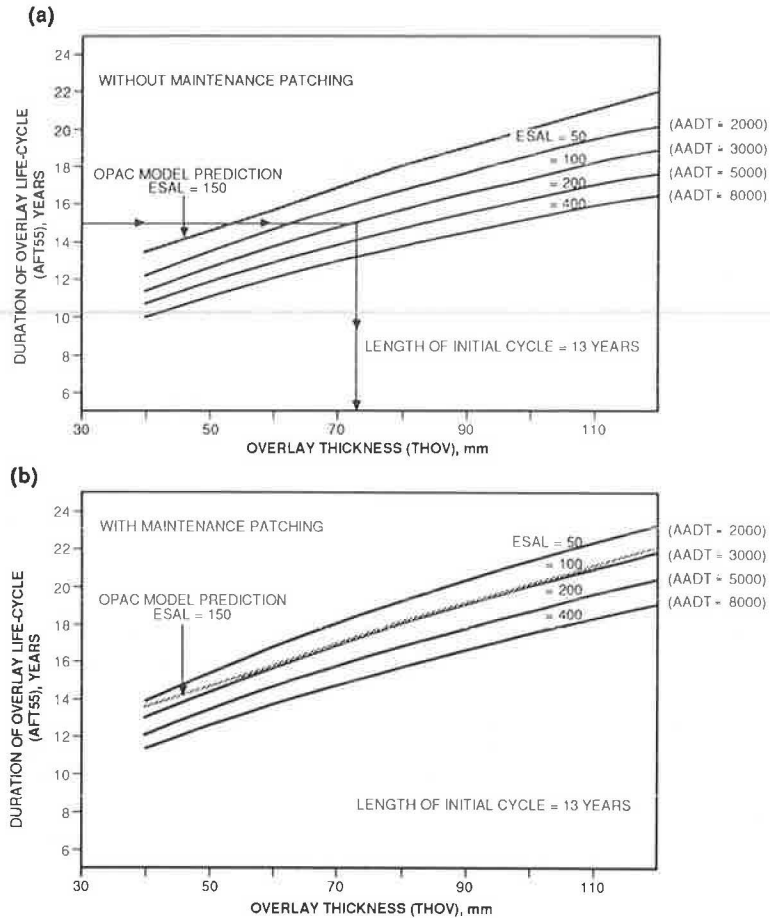 (a)
24
22
20
18
16
14
12
10
8
6
DURATION OF OVERLAY LIFE-CYCLE
(AFT55), YEARS
WITHOUT MAINTENANCE PATCHING
OPAC MODEL PREDICTION
ESAL = 150
ESAL = 50
= 100
= 200
= 400
(AADT = 2000)
(AADT = 3000)
(AADT = 5000)
(AADT = 8000)
LENGTH OF INITIAL CYCLE = 13 YEARS
30 50 70 90 110
OVERLAY THICKNESS (THOV), mm
(b)
24
22
20
18
16
14
12
10
8
6
DURATION OF OVERLAY LIFE-CYCLE
(AFT55), YEARS
WITH MAINTENANCE PATCHING
OPAC MODEL PREDICTION
ESAL = 150
ESAL = 50
= 100
= 200
= 400
(AADT = 2000)
(AADT = 3000)
(AADT = 5000)
(AADT = 8000)
LENGTH OF INITIAL CYCLE = 13 YEARS
30 50 70 90 110
OVERLAY THICKNESS (THOV), mm